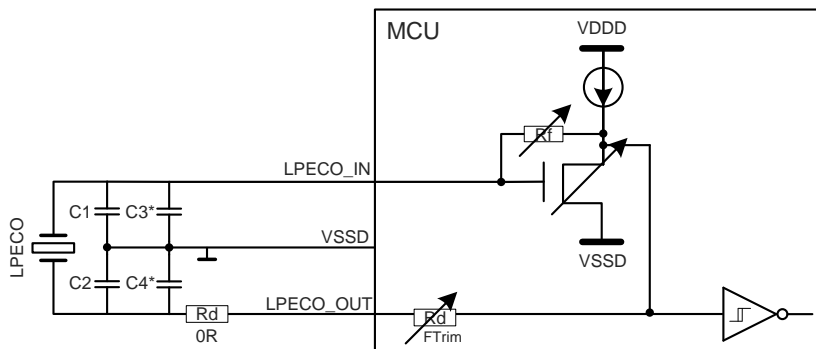 MCU
VDDD
Rf
LPECO_IN
C1
C3*
VSSD
LPECO
VSSD
C2
C4*
LPECO_OUT
Rd
0R
Rd
FTrim